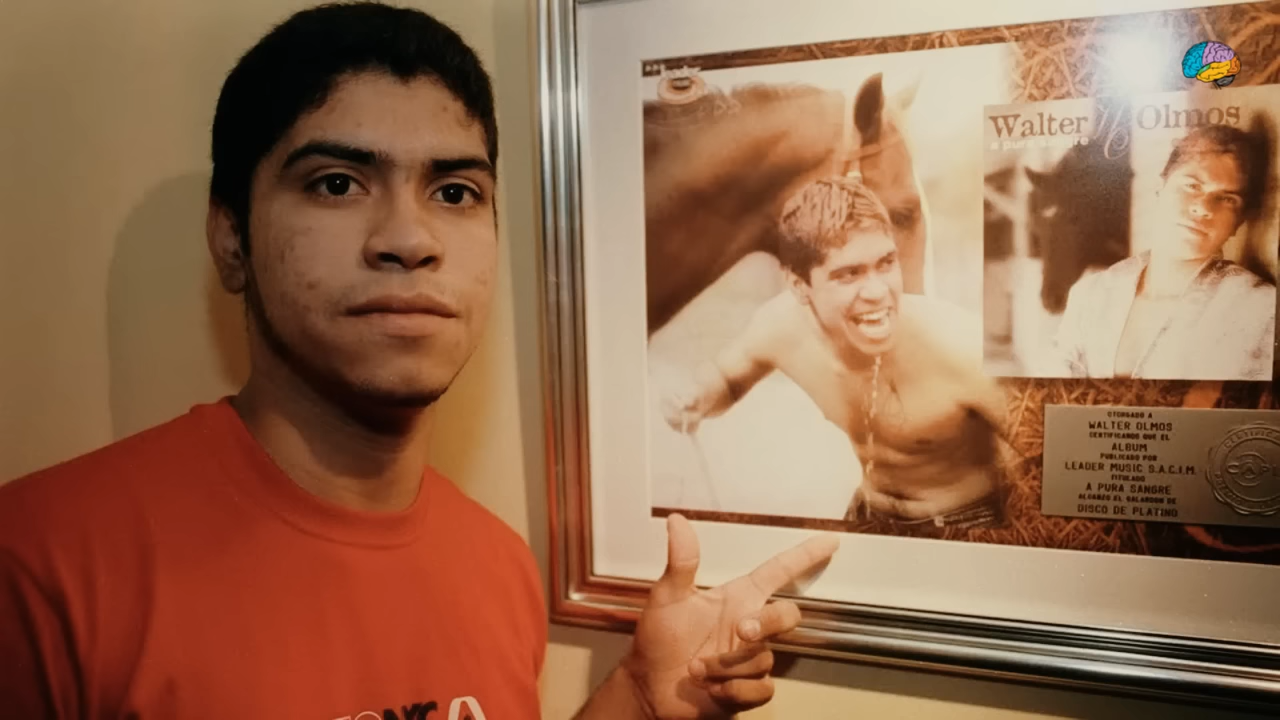 Walter Olmos
a pura sangre
OTORGADO A
WALTER OLMOS
CERTIFICANDO QUE EL
ALBUM
PUBLICADO POR
LEADER MUSIC S.A.C.I.M.
TITULADO
A PURA SANGRE
ALCANZO EL GALARDON DE
DISCO DE PLATINO